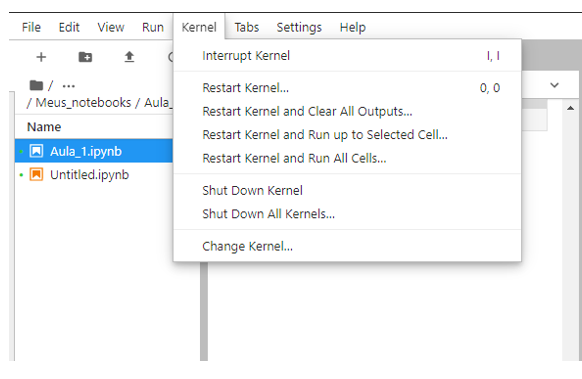 File Edit View Run Kernel Tabs Settings Help
Interrupt Kernel I, I
/ ...
Restart Kernel... 0, 0
/ Meus_notebooks / Aula_
Restart Kernel and Clear All Outputs...
Name
Restart Kernel and Run up to Selected Cell...
Aula_1.ipynb
Restart Kernel and Run All Cells...
Untitled.ipynb
Shut Down Kernel
Shut Down All Kernels...
Change Kernel...